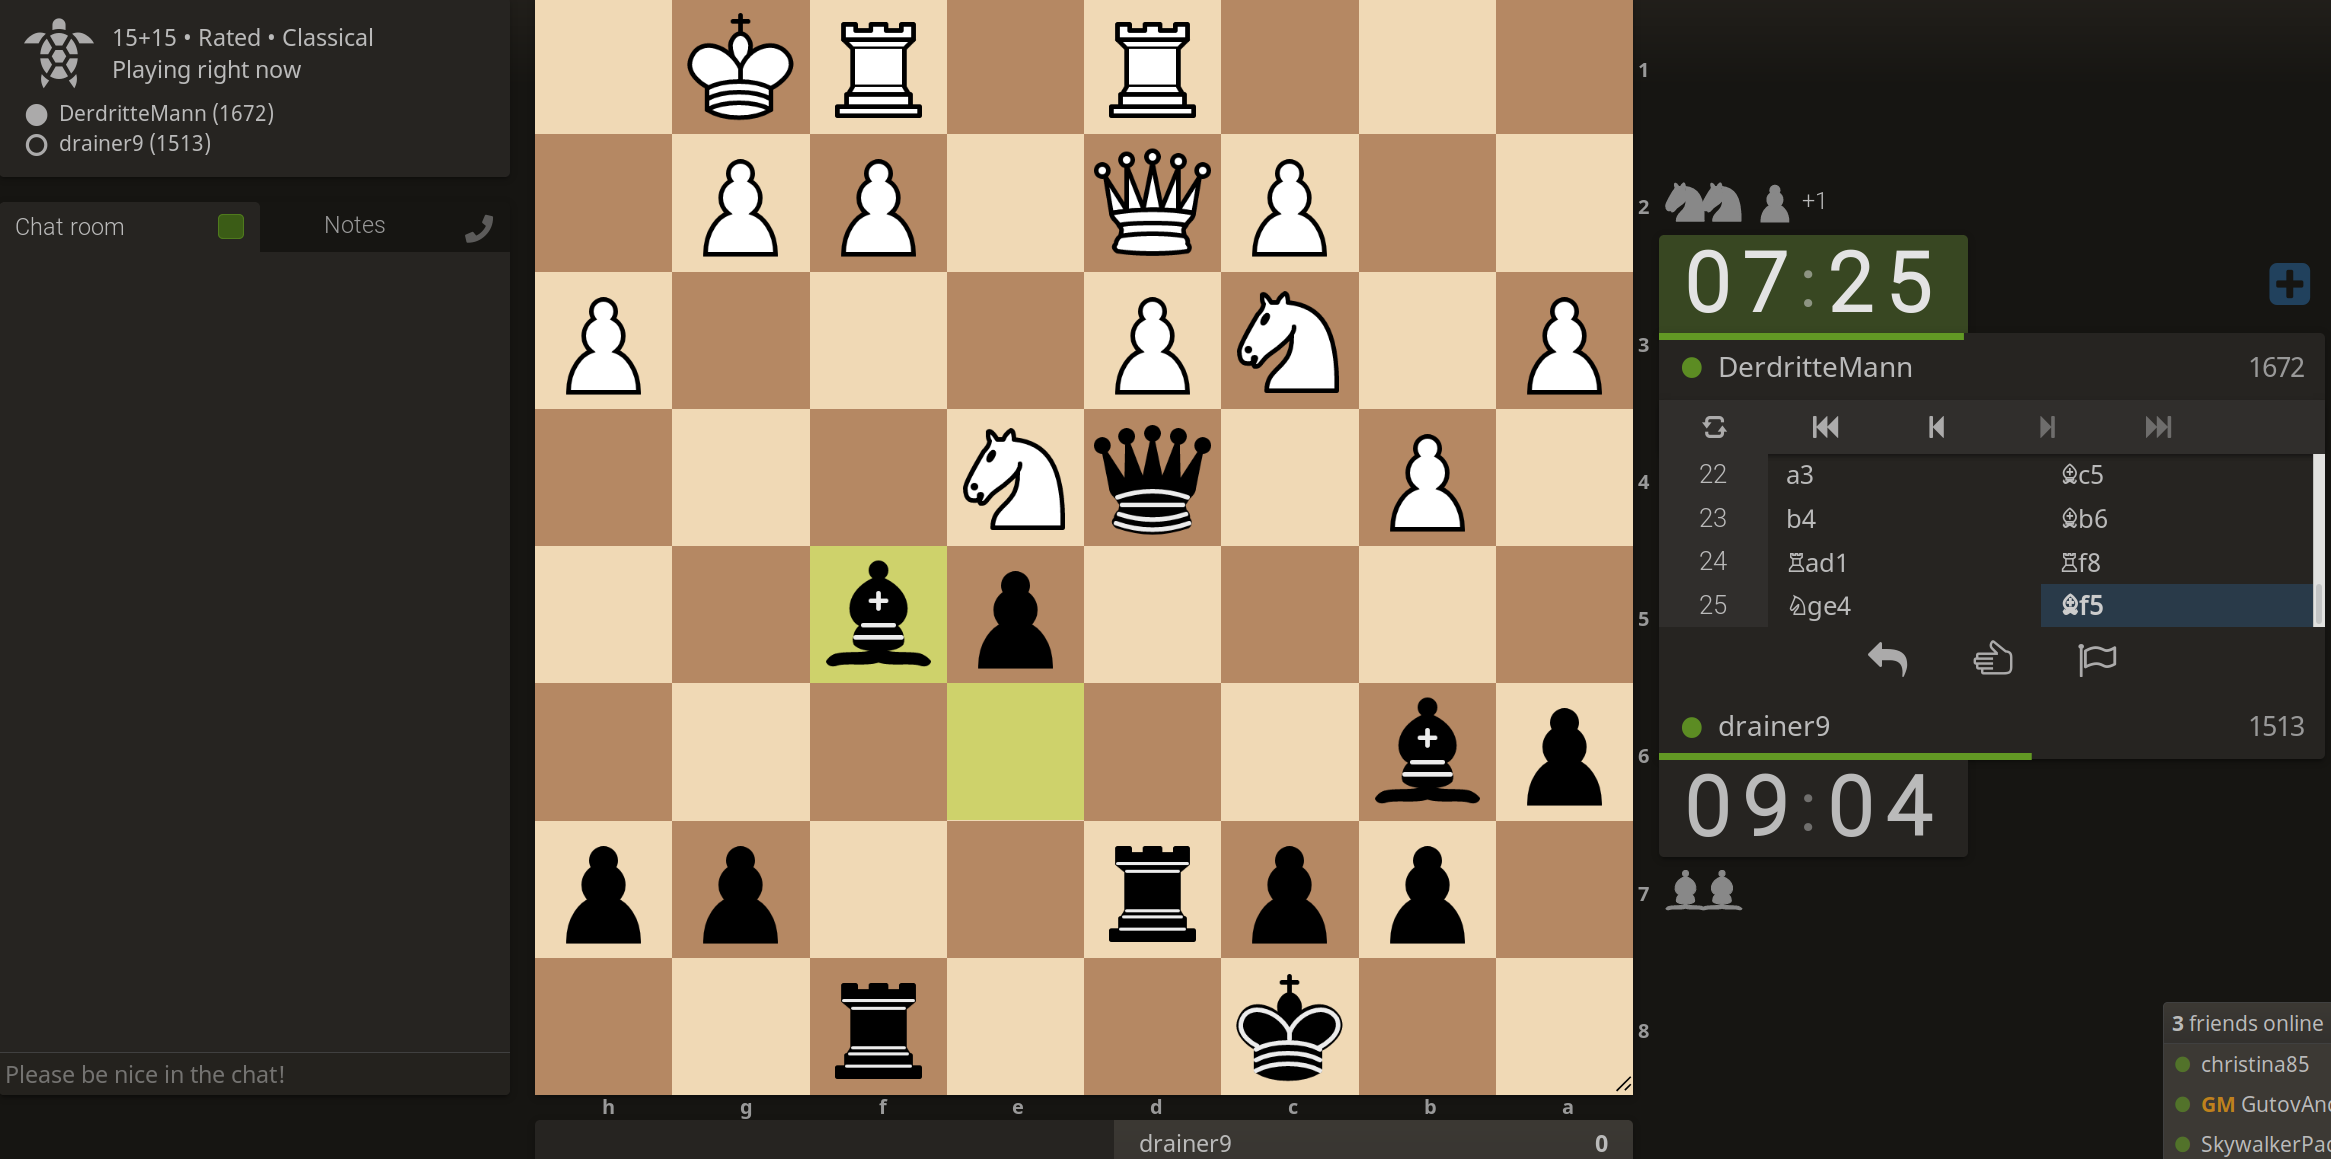 15+15 • Rated • Classical
Playing right now
DerdritteMann (1672)
drainer9 (1513)
Chat room
Notes
Please be nice in the chat!
1
2
3
4
5
6
7
8
h g f e d c b a
drainer9 0
+1
07:25
DerdritteMann 1672
22 a3 ♗c5
23 b4 ♗b6
24 ♖ad1 ♖f8
25 ♘ge4 ♗f5
drainer9 1513
09:04
3 friends online
christina85
GM GutovAnd
SkywalkerPad